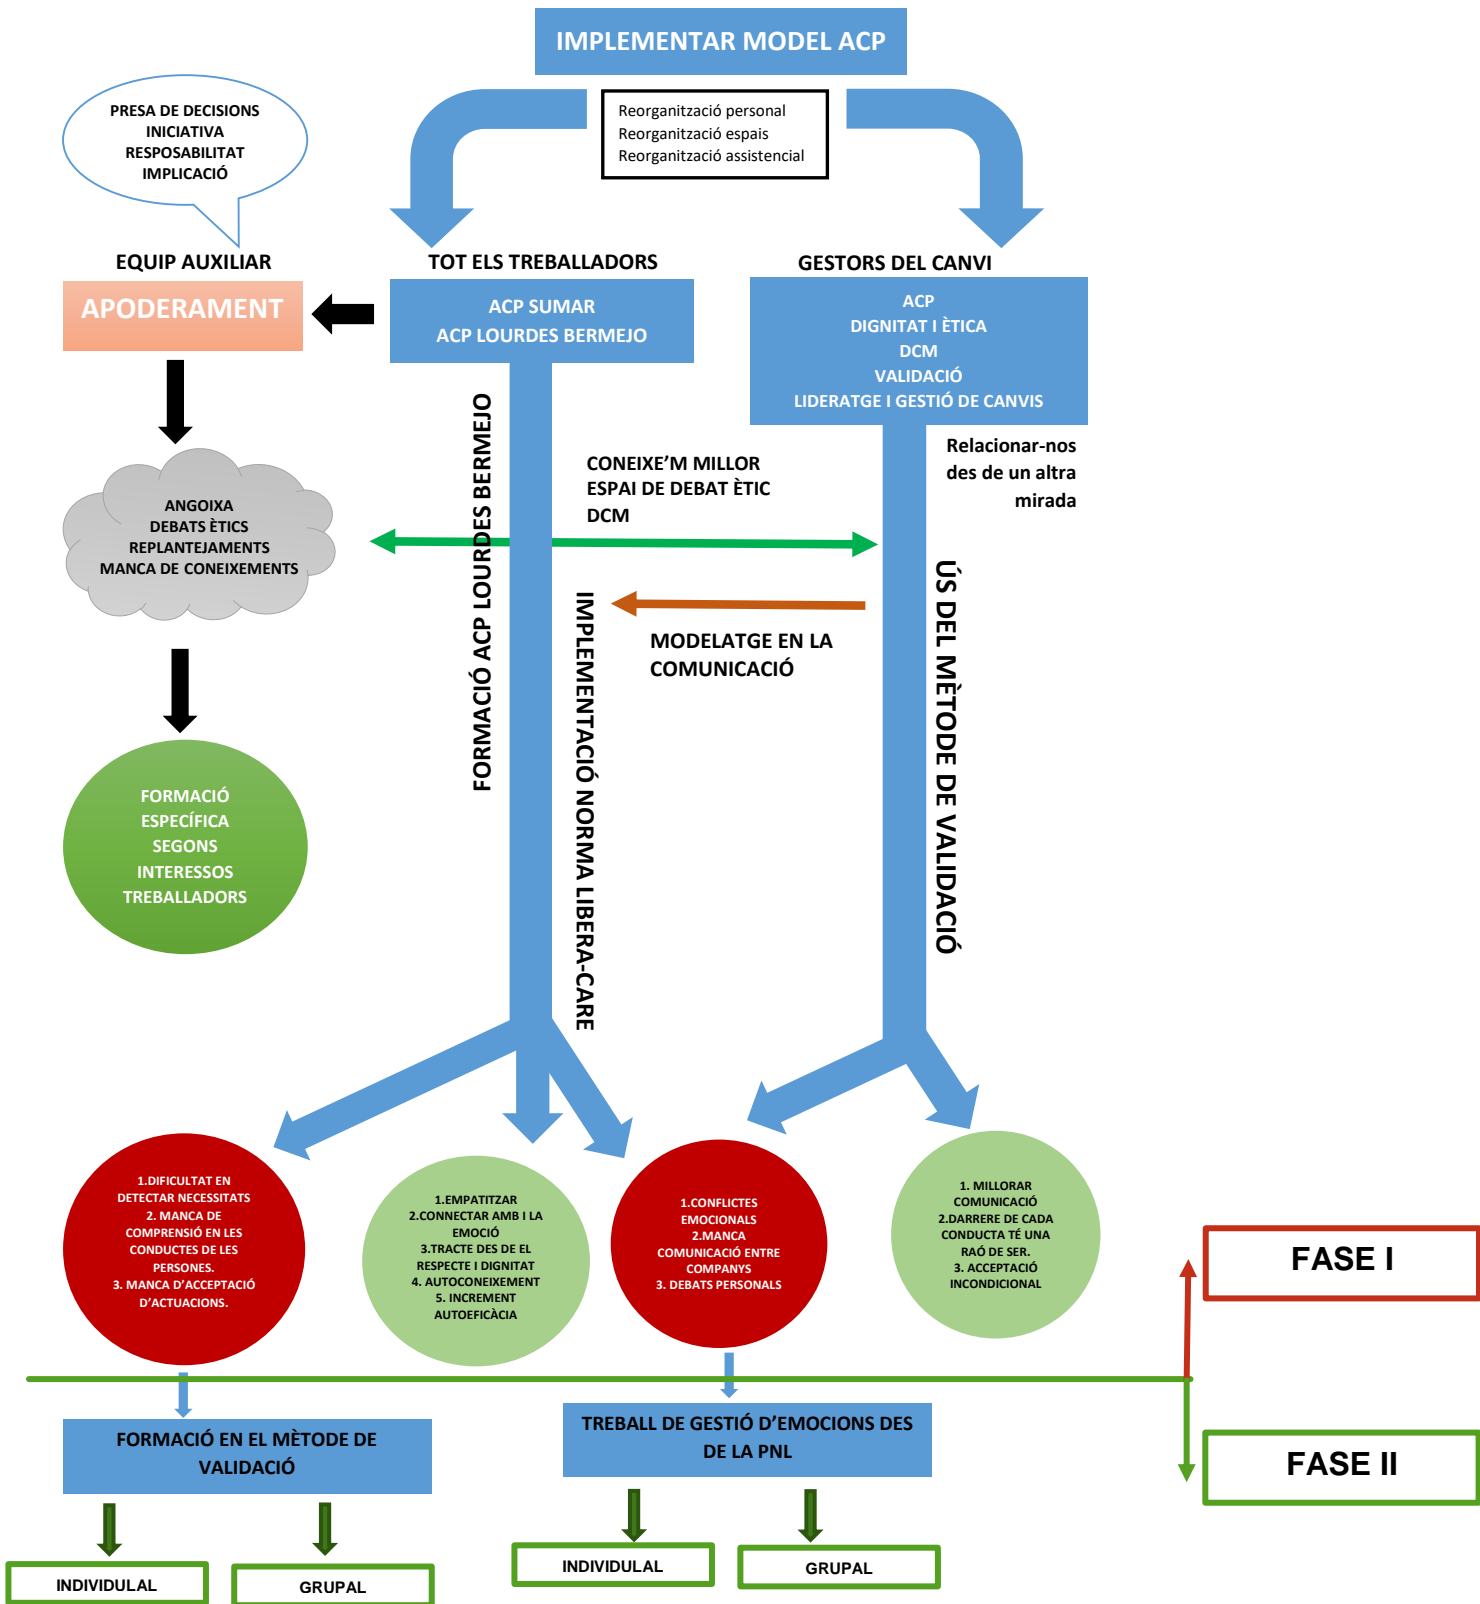 IMPLEMENTAR MODEL ACP
Reorganització personal
Reorganització espais
Reorganització assistencial
PRESA DE DECISIONS
INICIATIVA
RESPOSABILITAT
IMPLICACIÓ
EQUIP AUXILIAR
APODERAMENT
TOT ELS TREBALLADORS
ACP SUMAR
ACP LOURDES BERMEJO
GESTORS DEL CANVI
ACP
DIGNITAT I ÈTICA
DCM
VALIDACIÓ
LIDERATGE I GESTIÓ DE CANVIS
Relacionar-nos
des de un altra
mirada
CONEIXE’M MILLOR
ESPAI DE DEBAT ÈTIC
DCM
ANGOIXA
DEBATS ÈTICS
REPLANTEJAMENTS
MANCA DE CONEIXEMENTS
FORMACIÓ ACP LOURDES BERMEJO
IMPLEMENTACIÓ NORMA LIBERA-CARE
MODELATGE EN LA
COMUNICACIÓ
ÚS DEL MÈTODE DE VALIDACIÓ
FORMACIÓ
ESPECÍFICA
SEGONS
INTERESSOS
TREBALLADORS
1.DIFICULTAT EN
DETECTAR NECESSITATS
2. MANCA DE
COMPRENSIÓ EN LES
CONDUCTES DE LES
PERSONES.
3. MANCA D’ACCEPTACIÓ
D’ACTUACIONS.
1.EMPATITZAR
2.CONNECTAR AMB I LA
EMOCIÓ
3.TRACTE DES DE EL
RESPECTE I DIGNITAT
4. AUTOCONEIXEMENT
5. INCREMENT
AUTOEFICÀCIA
1.CONFLICTES
EMOCIONALS
2.MANCA
COMUNICACIÓ ENTRE
COMPANYS
3. DEBATS PERSONALS
1. MILLORAR
COMUNICACIÓ
2.DARRERE DE CADA
CONDUCTA TÉ UNA
RAÓ DE SER.
3. ACCEPTACIÓ
INCONDICIONAL
FASE I
FASE II
FORMACIÓ EN EL MÈTODE DE
VALIDACIÓ
TREBALL DE GESTIÓ D’EMOCIONS DES
DE LA PNL
INDIVIDULAL
GRUPAL
INDIVIDULAL
GRUPAL